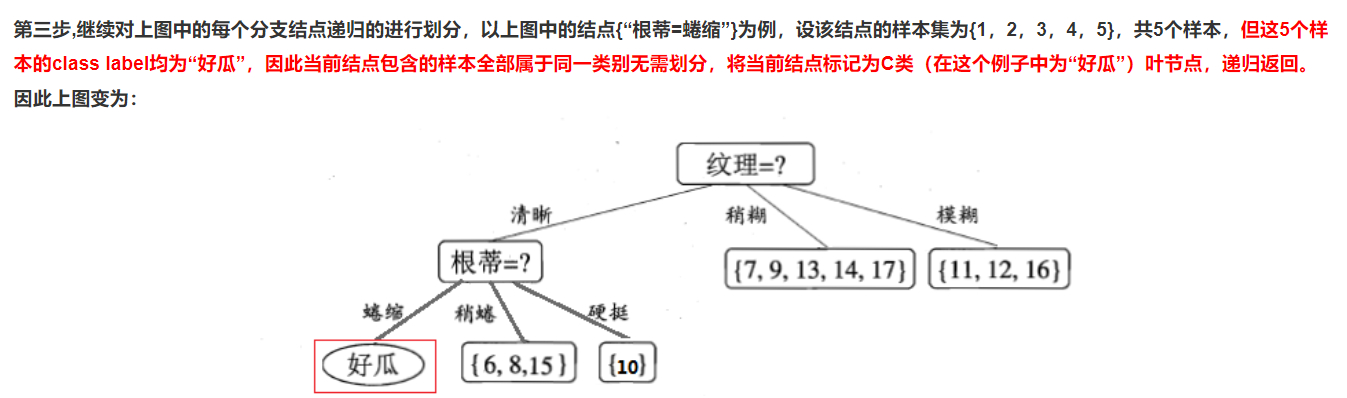 第三步,继续对上图中的每个分支结点递归的进行划分，以上图中的结点{“根蒂=蜷缩”}为例，设该结点的样本集为{1，2，3，4，5}，共5个样本，但这5个样
本的class label均为“好瓜”，因此当前结点包含的样本全部属于同一类别无需划分，将当前结点标记为C类（在这个例子中为“好瓜”）叶节点，递归返回。
因此上图变为：
纹理=?
清晰 稍糊 模糊
根蒂=? {7, 9, 13, 14, 17} {11, 12, 16}
蜷缩 稍蜷 硬挺
好瓜 {6, 8,15} {10}